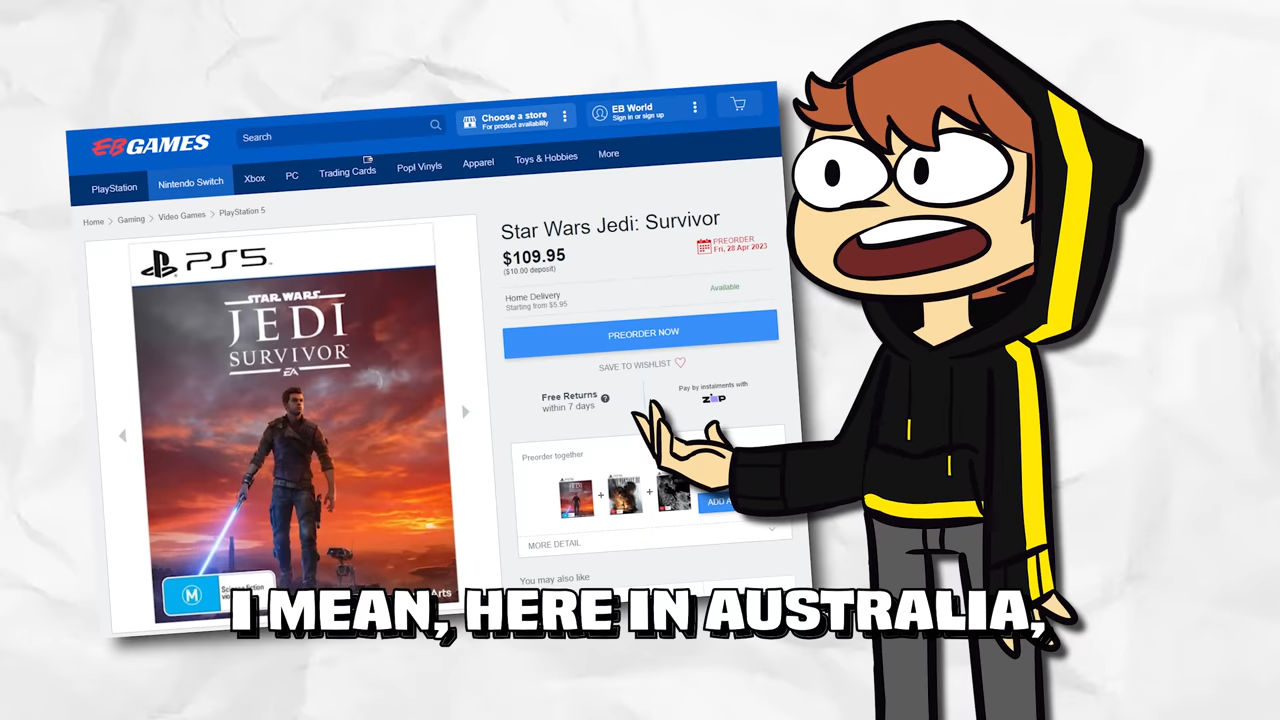 EBGAMES
Search
Choose a store
For product availability
EB World
Sign in or sign up
PlayStation
Nintendo Switch
Xbox
PC
Trading Cards
Pop! Vinyls
Apparel
Toys & Hobbies
More
Home > Gaming > Video Games > PlayStation 5
PS5
STAR WARS
JEDI
SURVIVOR
EA
M
Star Wars Jedi: Survivor
$109.95
($10.00 deposit)
PREORDER
Fri, 28 Apr 2023
Home Delivery
Starting from $5.95
Available
PREORDER NOW
SAVE TO WISHLIST
Free Returns
within 7 days
Pay by instalments with
zip
Preorder together
+ +
ADD
MORE DETAIL
You may also like
I MEAN, HERE IN AUSTRALIA,